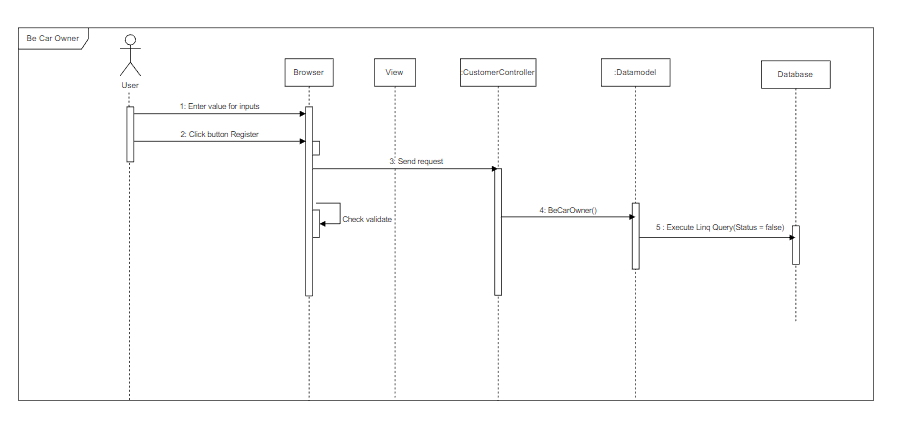 Be Car Owner
User
Browser
View
:CustomerController
:Datamodel
Database
1: Enter value for inputs
2: Click button Register
3: Send request
4: BeCarOwner()
Check validate
5 : Execute Linq Query(Status = false)